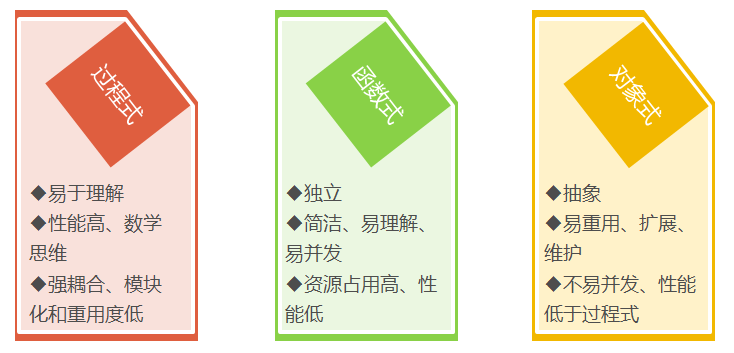 过程式
◆易于理解
◆性能高、数学
思维
◆强耦合、模块
化和重用度低
函数式
◆独立
◆简洁、易理解、
易并发
◆资源占用高、性
能低
对象式
◆抽象
◆易重用、扩展、
维护
◆不易并发、性能
低于过程式